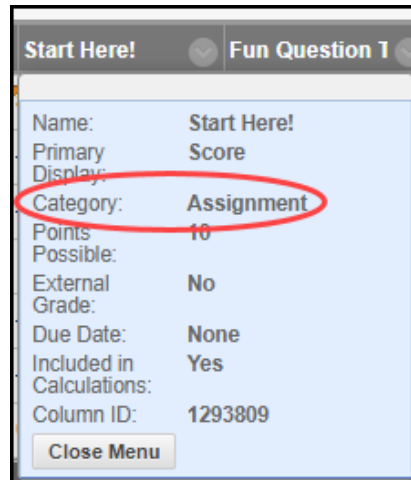 Start Here! Fun Question T
Name: Start Here!
Primary Score
Display:
Category: Assignment
Points 10
Possible:
External No
Grade:
Due Date: None
Included in Yes
Calculations:
Column ID: 1293809
Close Menu